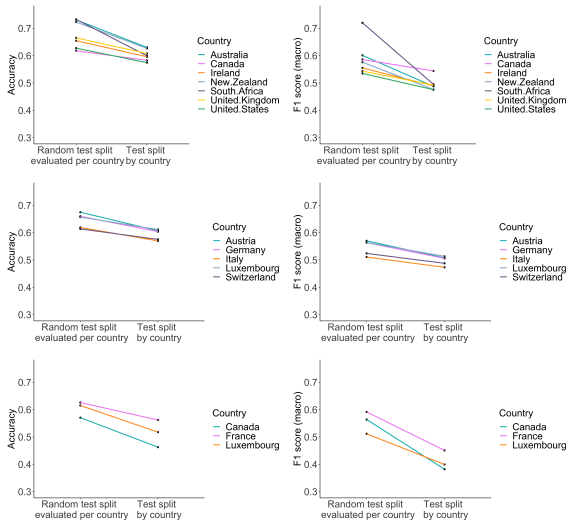 Accuracy
0.7
0.6
0.5
0.4
0.3
Random test split
evaluated per country
Test split
by country
Country
Australia
Canada
Ireland
New.Zealand
South.Africa
United.Kingdom
United.States
F1 score (macro)
0.7
0.6
0.5
0.4
0.3
Random test split
evaluated per country
Test split
by country
Country
Australia
Canada
Ireland
New.Zealand
South.Africa
United.Kingdom
United.States
Accuracy
0.7
0.6
0.5
0.4
0.3
Random test split
evaluated per country
Test split
by country
Country
Austria
Germany
Italy
Luxembourg
Switzerland
F1 score (macro)
0.7
0.6
0.5
0.4
0.3
Random test split
evaluated per country
Test split
by country
Country
Austria
Germany
Italy
Luxembourg
Switzerland
Accuracy
0.7
0.6
0.5
0.4
0.3
Random test split
evaluated per country
Test split
by country
Country
Canada
France
Luxembourg
F1 score (macro)
0.7
0.6
0.5
0.4
0.3
Random test split
evaluated per country
Test split
by country
Country
Canada
France
Luxembourg